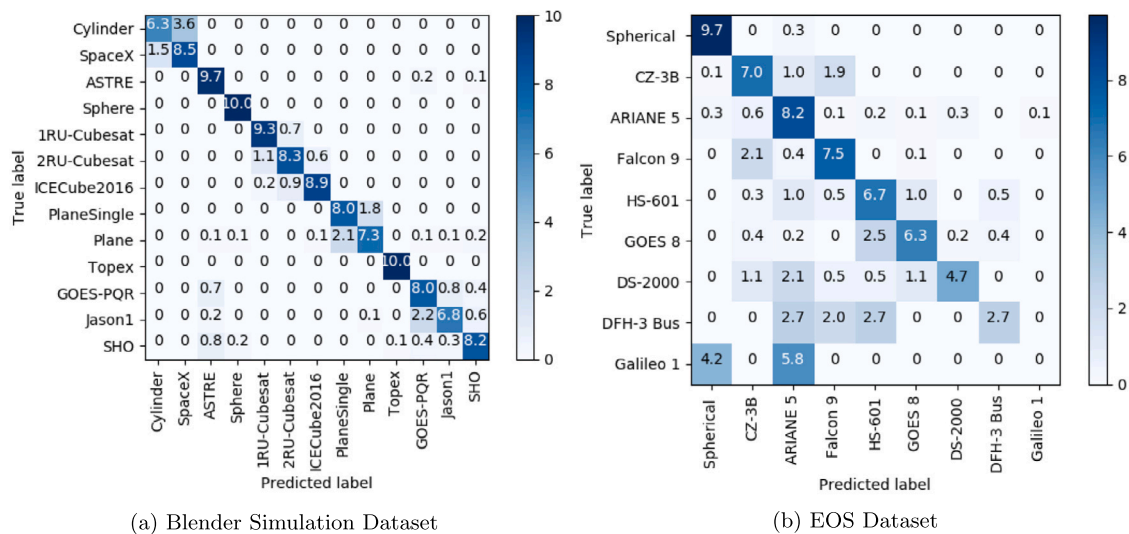 Cylinder 6.3 3.6 0 0 0 0 0 0 0 0 0 0 0
SpaceX 1.5 8.5 0 0 0 0 0 0 0 0 0 0 0
ASTRE 0 0 9.7 0 0 0 0 0 0 0 0.2 0 0.1
Sphere 0 0 0 10.0 0 0 0 0 0 0 0 0 0
1RU-Cubesat 0 0 0 0 9.3 0.7 0 0 0 0 0 0 0
2RU-Cubesat 0 0 0 0 1.1 8.3 0.6 0 0 0 0 0 0
ICECube2016 0 0 0 0 0.2 0.9 8.9 0 0 0 0 0 0
PlaneSingle 0 0 0 0 0 0 0 8.0 1.8 0 0 0 0
Plane 0 0 0.1 0.1 0 0 0.1 2.1 7.3 0 0.1 0.1 0.2
Topex 0 0 0 0 0 0 0 0 0 10.0 0 0 0
GOES-PQR 0 0 0.7 0 0 0 0 0 0 0 8.0 0.8 0.4
Jason1 0 0 0.2 0 0 0 0 0 0.1 0 2.2 6.8 0.6
SHO 0 0 0.8 0.2 0 0 0 0 0 0.1 0.4 0.3 8.2
True label
Cylinder
SpaceX
ASTRE
Sphere
1RU-Cubesat
2RU-Cubesat
ICECube2016
PlaneSingle
Plane
Topex
GOES-PQR
Jason1
SHO
Predicted label
10
8
6
4
2
0
(a) Blender Simulation Dataset
Spherical 9.7 0 0.3 0 0 0 0 0 0
CZ-3B 0.1 7.0 1.0 1.9 0 0 0 0 0
ARIANE 5 0.3 0.6 8.2 0.1 0.2 0.1 0.3 0 0.1
Falcon 9 0 2.1 0.4 7.5 0 0.1 0 0 0
HS-601 0 0.3 1.0 0.5 6.7 1.0 0 0.5 0
GOES 8 0 0.4 0.2 0 2.5 6.3 0.2 0.4 0
DS-2000 0 1.1 2.1 0.5 0.5 1.1 4.7 0 0
DFH-3 Bus 0 0 2.7 2.0 2.7 0 0 2.7 0
Galileo 1 4.2 0 5.8 0 0 0 0 0 0
True label
Spherical
CZ-3B
ARIANE 5
Falcon 9
HS-601
GOES 8
DS-2000
DFH-3 Bus
Galileo 1
Predicted label
8
6
4
2
0
(b) EOS Dataset